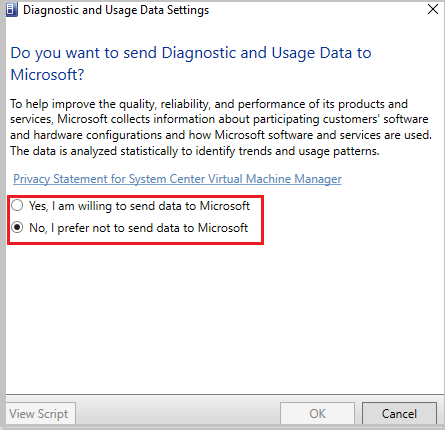 Diagnostic and Usage Data Settings
Do you want to send Diagnostic and Usage Data to
Microsoft?
To help improve the quality, reliability, and performance of its products and
services, Microsoft collects information about participating customers' software
and hardware configurations and how Microsoft software and services are used.
The data is analyzed statistically to identify trends and usage patterns.
Privacy Statement for System Center Virtual Machine Manager
Yes, I am willing to send data to Microsoft
No, I prefer not to send data to Microsoft
View Script
OK
Cancel